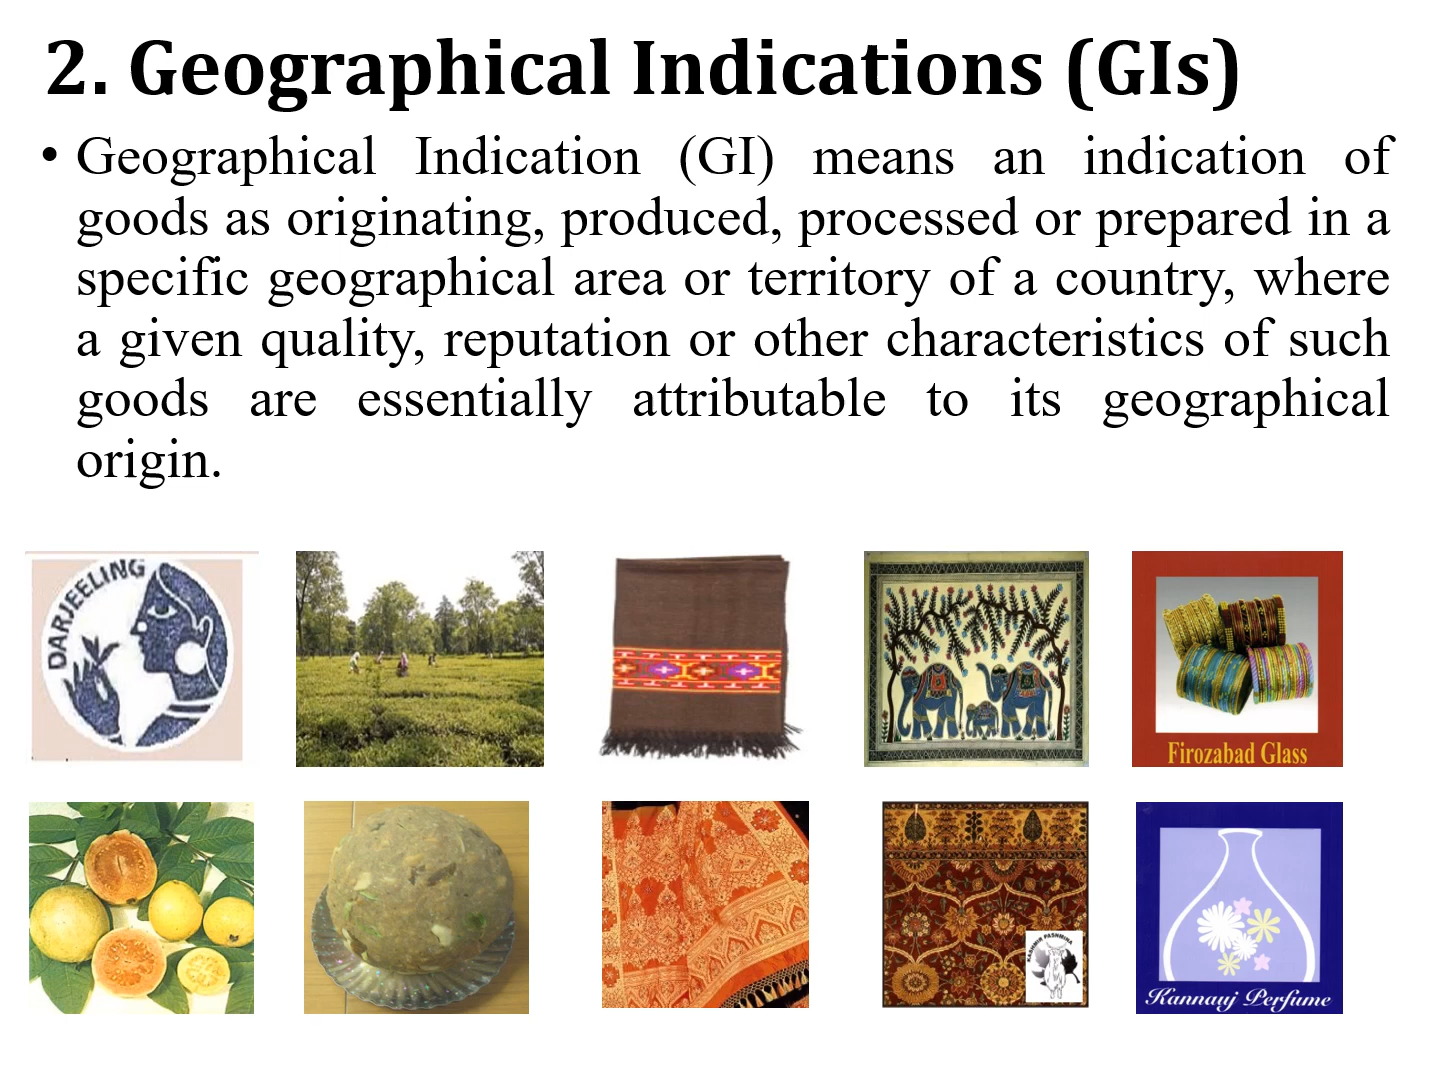 2. Geographical Indications (GIs)
• Geographical Indication (GI) means an indication of
goods as originating, produced, processed or prepared in a
specific geographical area or territory of a country, where
a given quality, reputation or other characteristics of such
goods are essentially attributable to its geographical
origin.
DARJEELING
Firozabad Glass
KASHMIR PASHMINA
Kannauj Perfume